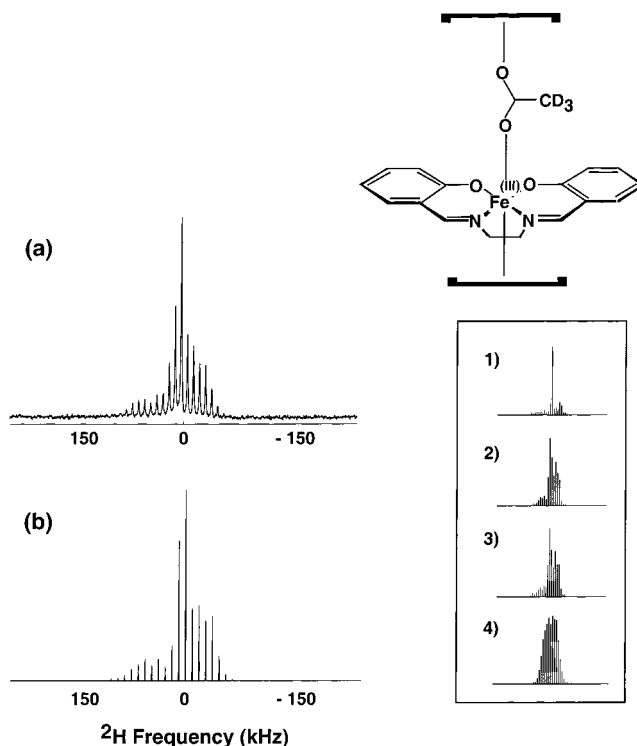 O
CD3
O
(III)
O
O
Fe
N
N
(a)
150
0
- 150
(b)
150
0
- 150
2H Frequency (kHz)
1)
2)
3)
4)